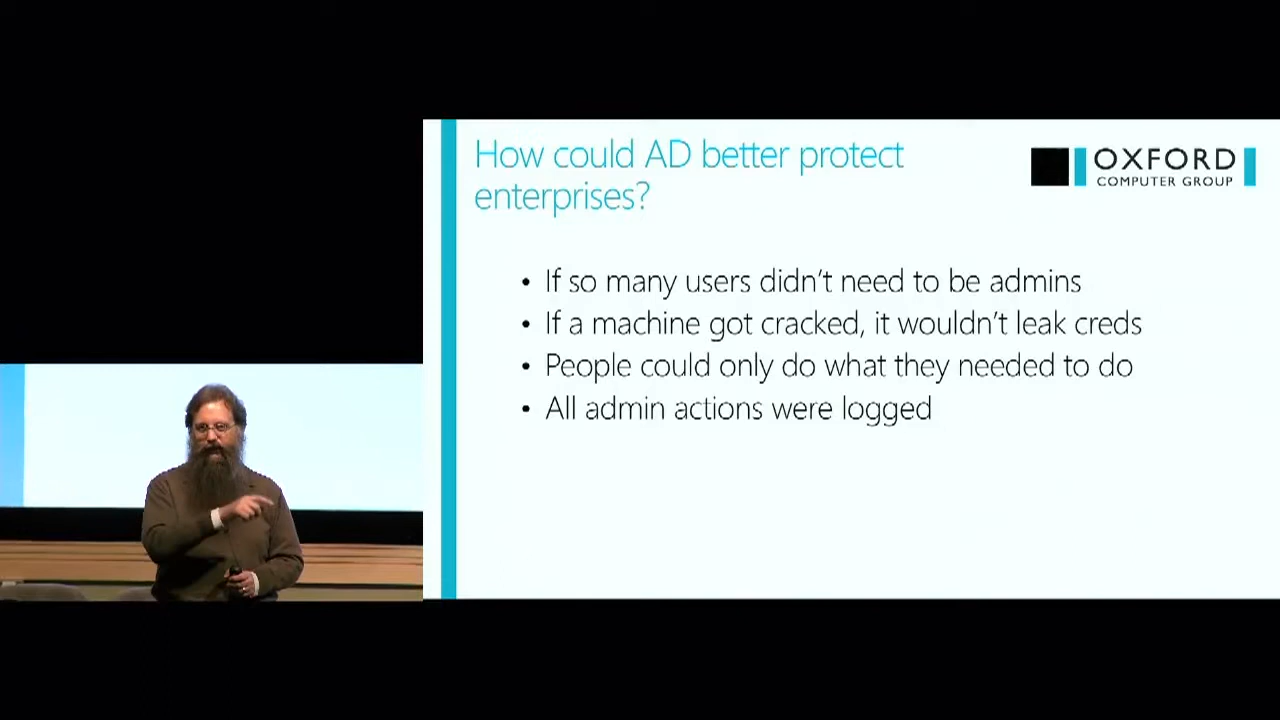 How could AD better protect
enterprises?
OXFORD
COMPUTER GROUP
• If so many users didn't need to be admins
• If a machine got cracked, it wouldn't leak creds
• People could only do what they needed to do
• All admin actions were logged